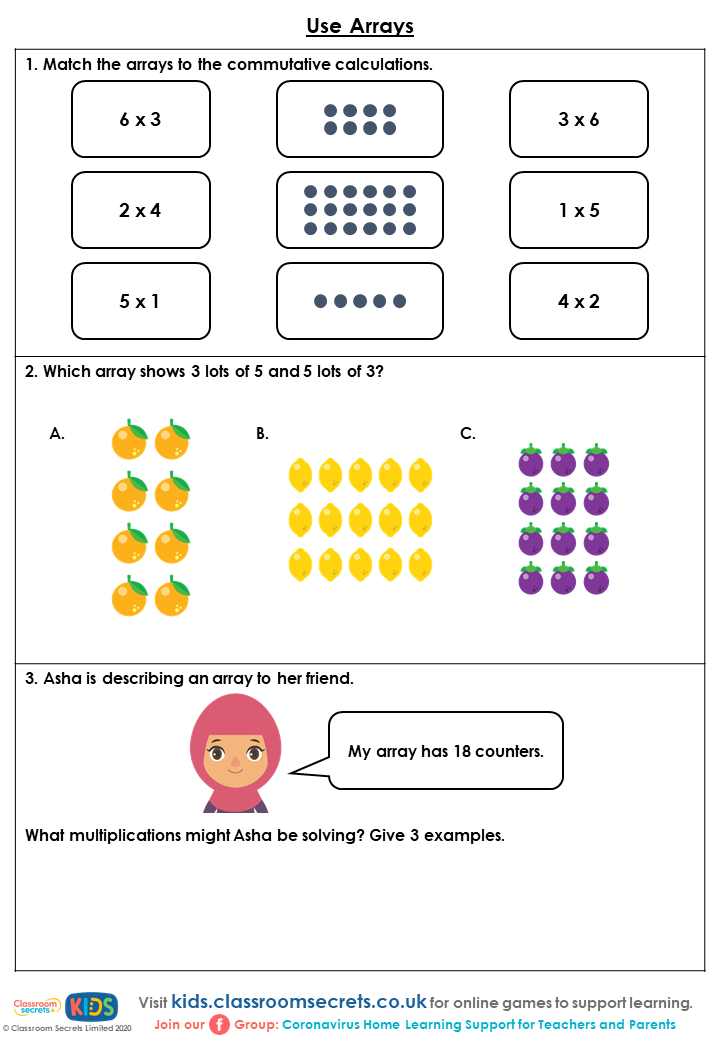 Use Arrays
1. Match the arrays to the commutative calculations.
6 x 3
3 x 6
2 x 4
1 x 5
5 x 1
4 x 2
2. Which array shows 3 lots of 5 and 5 lots of 3?
A.
B.
C.
3. Asha is describing an array to her friend.
My array has 18 counters.
What multiplications might Asha be solving? Give 3 examples.
Classroom
secrets
KIDS
© Classroom Secrets Limited 2020
Visit kids.classroomsecrets.co.uk for online games to support learning.
Join our f Group: Coronavirus Home Learning Support for Teachers and Parents